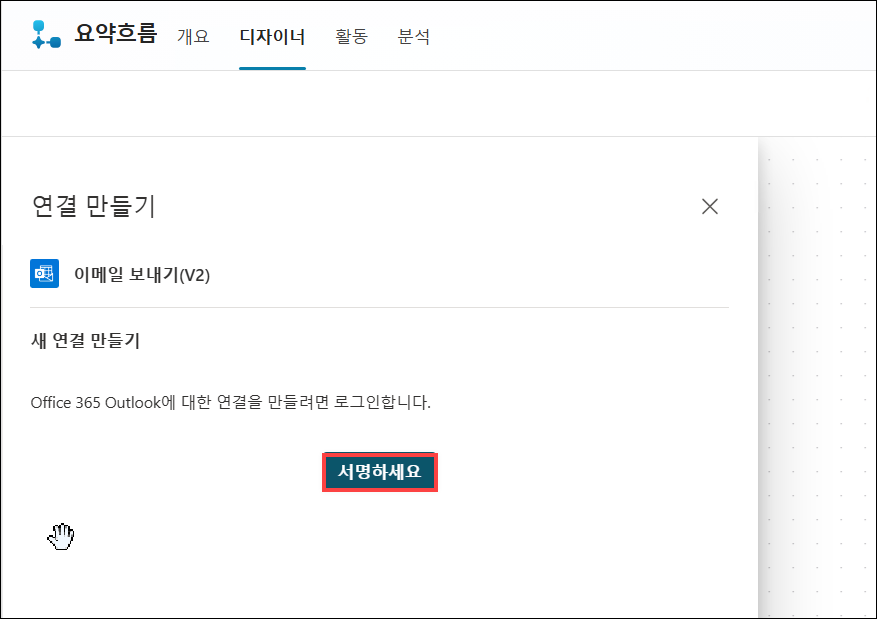 요약흐름 개요 디자이너 활동 분석
연결 만들기
이메일 보내기(V2)
새 연결 만들기
Office 365 Outlook에 대한 연결을 만들려면 로그인합니다.
서명하세요